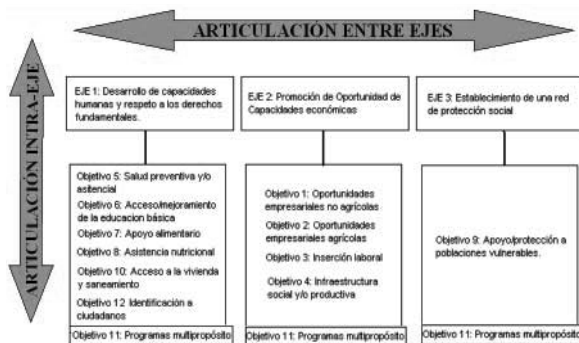 ARTICULACIÓN ENTRE EJES
ARTICULACIÓN INTRA-EJE
EJE 1: Desarrollo de capacidades
humanas y respeto a los derechos
fundamentales.
Objetivo 5: Salud preventiva y/o
asitencial
Objetivo 6: Acceso/mejoramiento
de la educacion básica
Objetivo 7: Apoyo alimentario
Objetivo 8: Asistencia nutricional
Objetivo 10: Acceso a la vivienda
y saneamiento
Objetivo 12 Identificación a
ciudadanos
Objetivo 11: Programas multipropósito
EJE 2: Promoción de Oportunidad de
Capacidades económicas
Objetivo 1: Oportunidades
empresariales no agrícolas
Objetivo 2: Oportunidades
empresariales agrícolas
Objetivo 3: Inserción laboral
Objetivo 4: Infraestructura
social y/o productiva
Objetivo 11: Programas multipropósito
EJE 3: Establecimiento de una red
de protección social
Objetivo 9: Apoyo/protección a
poblaciones vulnerables.
Objetivo 11: Programas multipropósito